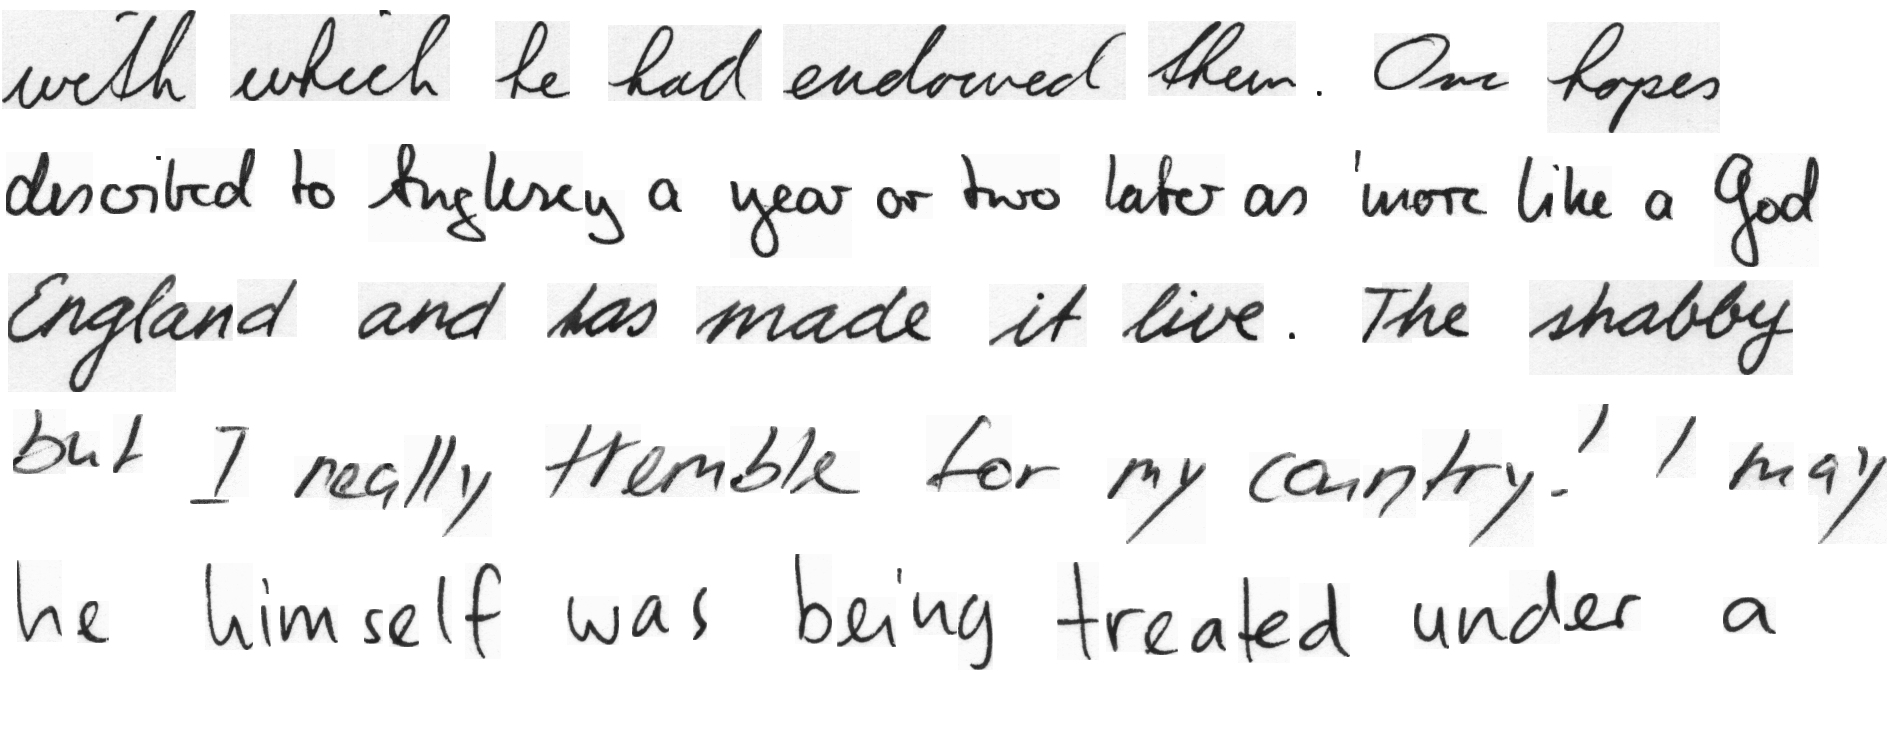 with which he had endowed them. One hopes
described to Anglesey a year or two later as 'more like a God
England and has made it live. The shabby
but I really tremble for my country!' I may
he himself was being treated under a